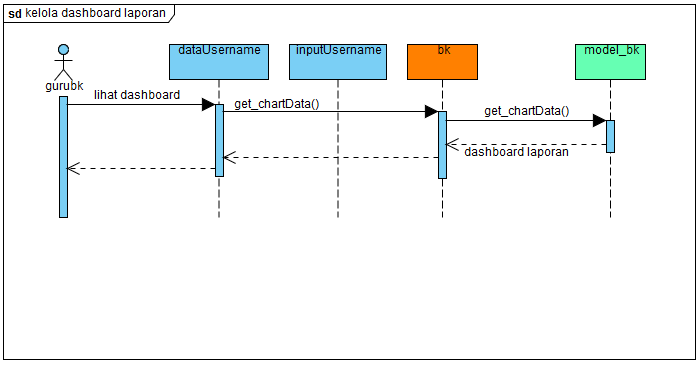 sd kelola dashboard laporan
dataUsername
inputUsername
bk
model_bk
gurubk
lihat dashboard
get_chartData()
get_chartData()
dashboard laporan